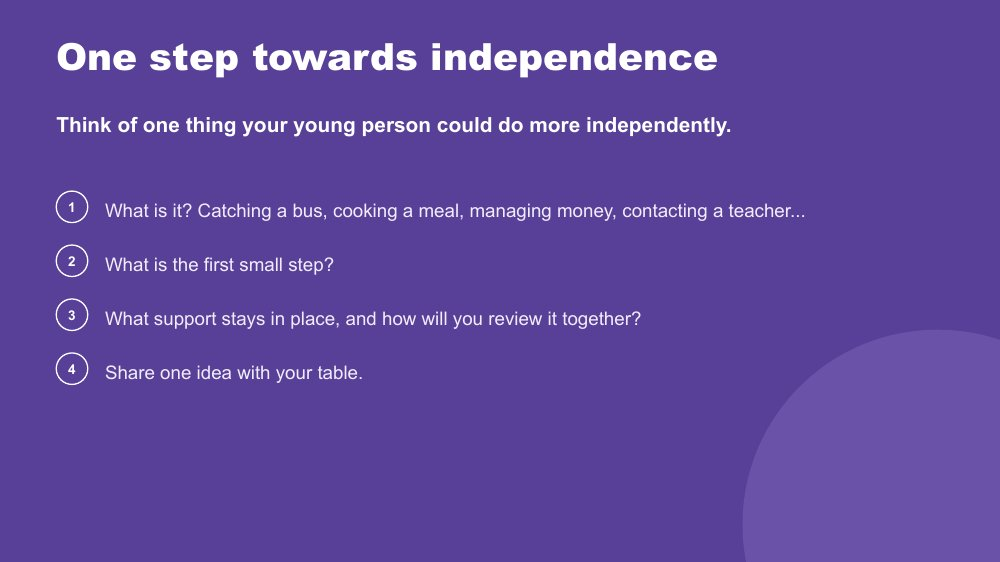 One step towards independence
Think of one thing your young person could do more independently.
1 What is it? Catching a bus, cooking a meal, managing money, contacting a teacher...
2 What is the first small step?
3 What support stays in place, and how will you review it together?
4 Share one idea with your table.